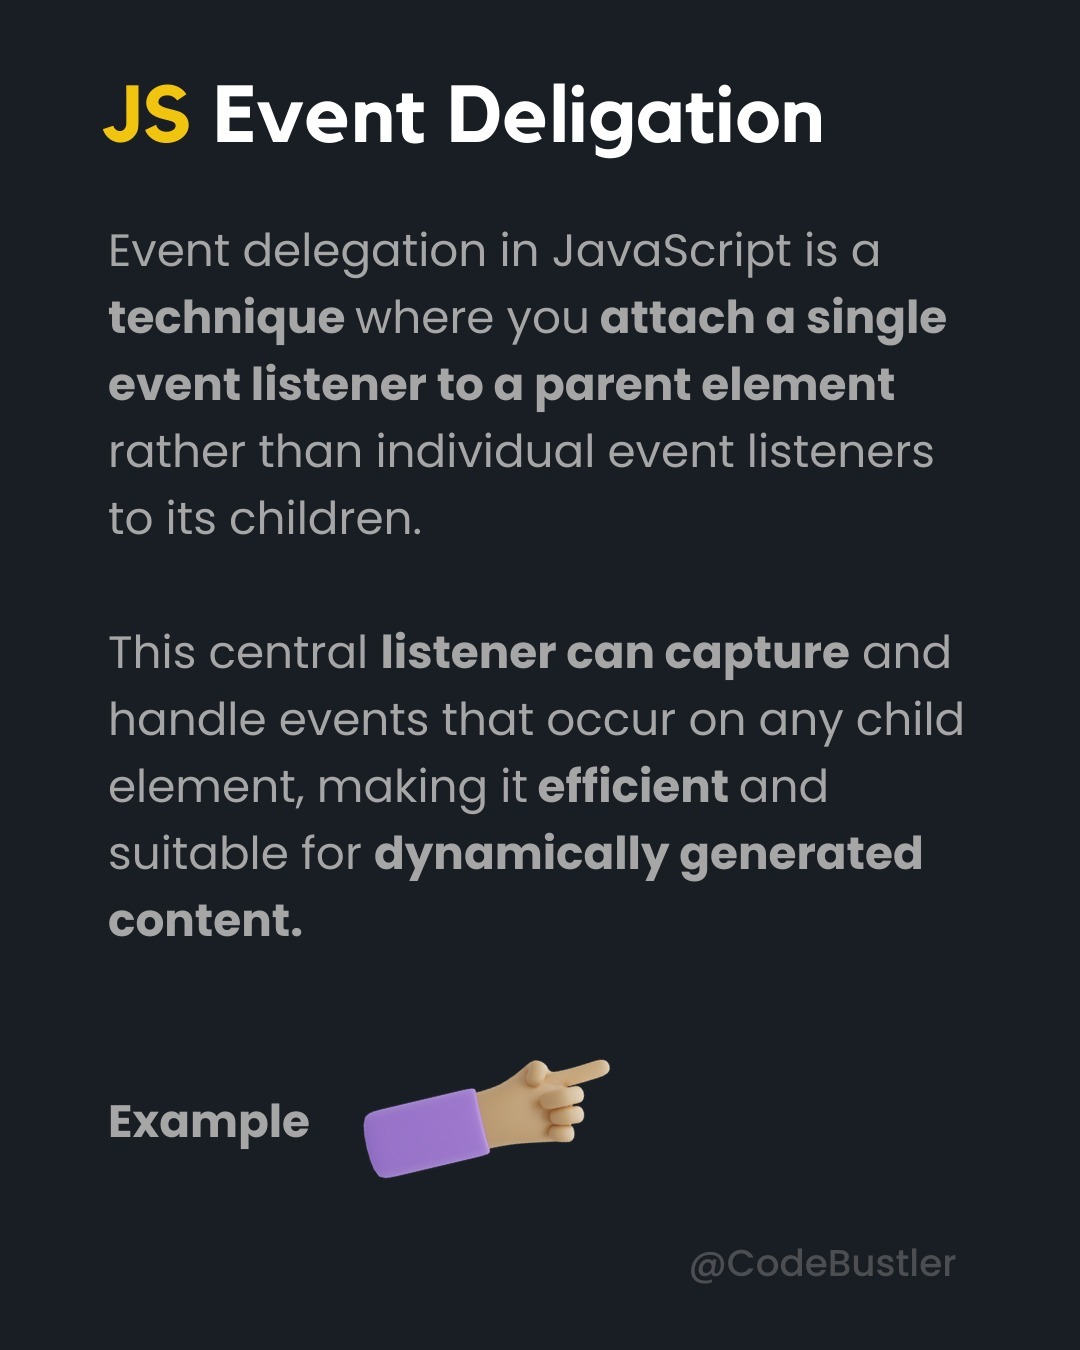 JS Event Deligation
Event delegation in JavaScript is a
technique where you attach a single
event listener to a parent element
rather than individual event listeners
to its children.
This central listener can capture and
handle events that occur on any child
element, making it efficient and
suitable for dynamically generated
content.
Example
@CodeBustler